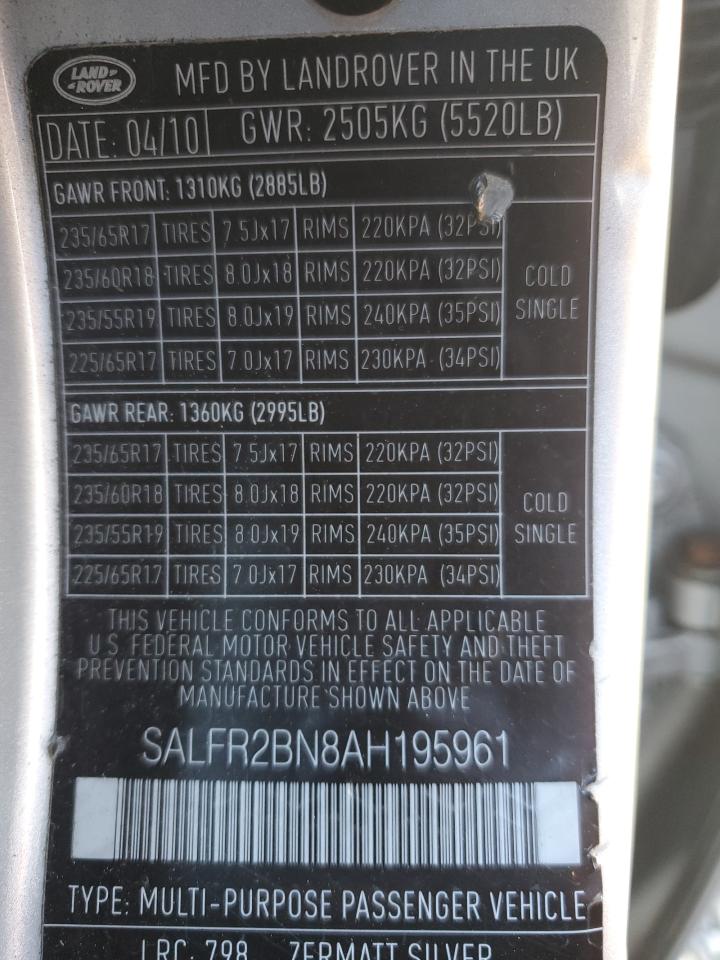 LAND ROVER
MFD BY LANDROVER IN THE UK
DATE: 04/10 GWR: 2505KG (5520LB)
GAWR FRONT: 1310KG (2885LB)
235/65R17 TIRES 7.5Jx17 RIMS 220KPA (32PSI)
235/60R18 TIRES 8.0Jx18 RIMS 220KPA (32PSI)
235/55R19 TIRES 8.0Jx19 RIMS 240KPA (35PSI)
225/65R17 TIRES 7.0Jx17 RIMS 230KPA (34PSI)
COLD
SINGLE
GAWR REAR: 1360KG (2995LB)
235/65R17 TIRES 7.5Jx17 RIMS 220KPA (32PSI)
235/60R18 TIRES 8.0Jx18 RIMS 220KPA (32PSI)
235/55R19 TIRES 8.0Jx19 RIMS 240KPA (35PSI)
225/65R17 TIRES 7.0Jx17 RIMS 230KPA (34PSI)
COLD
SINGLE
THIS VEHICLE CONFORMS TO ALL APPLICABLE
U.S. FEDERAL MOTOR VEHICLE SAFETY AND THEFT
PREVENTION STANDARDS IN EFFECT ON THE DATE OF
MANUFACTURE SHOWN ABOVE
SALFR2BN8AH195961
TYPE: MULTI-PURPOSE PASSENGER VEHICLE
LRC: 798 ZERMATT SILVER